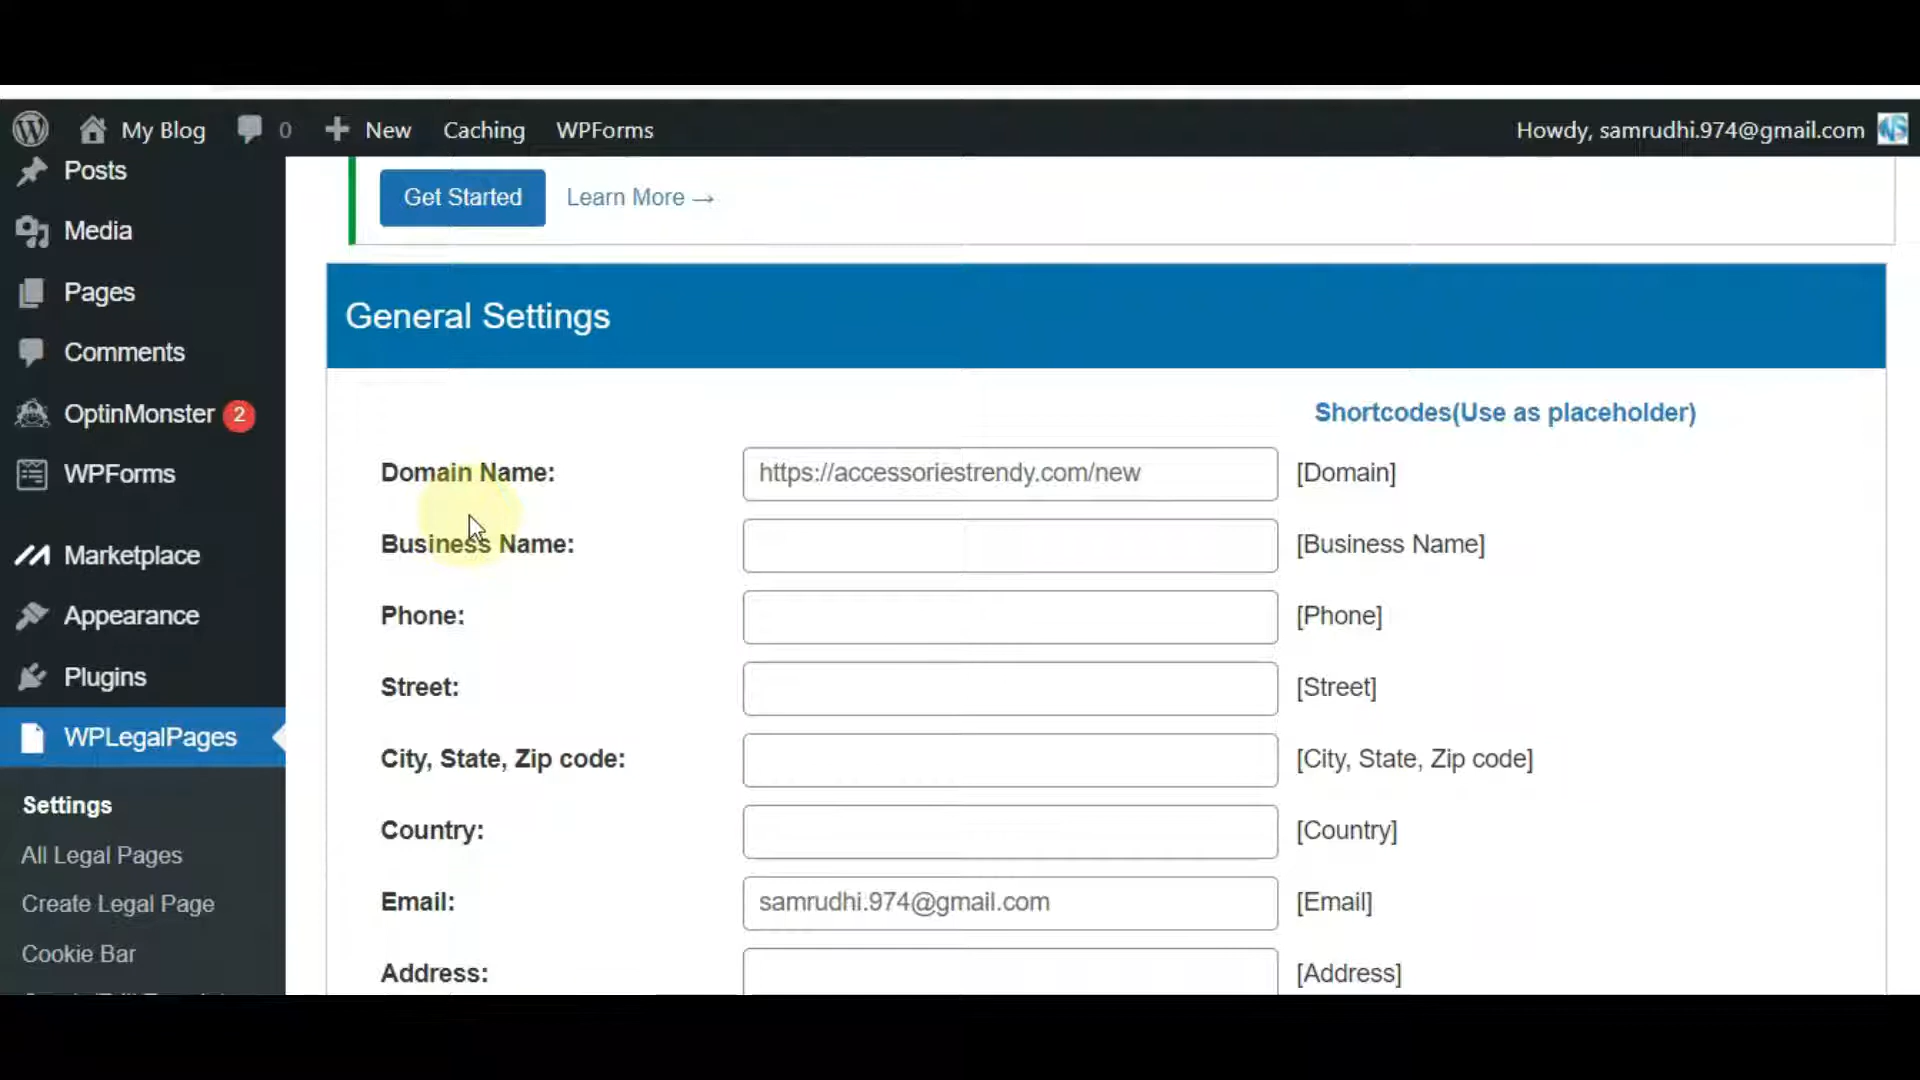 My Blog 0 New Caching WPForms Howdy, samrudhi.974@gmail.com
Posts
Media
Pages
Comments
OptinMonster 2
WPForms
Marketplace
Appearance
Plugins
WPLegalPages
Settings
All Legal Pages
Create Legal Page
Cookie Bar
Get Started Learn More →
General Settings
Shortcodes(Use as placeholder)
Domain Name: https://accessoriestrendy.com/new [Domain]
Business Name: [Business Name]
Phone: [Phone]
Street: [Street]
City, State, Zip code: [City, State, Zip code]
Country: [Country]
Email: samrudhi.974@gmail.com [Email]
Address: [Address]